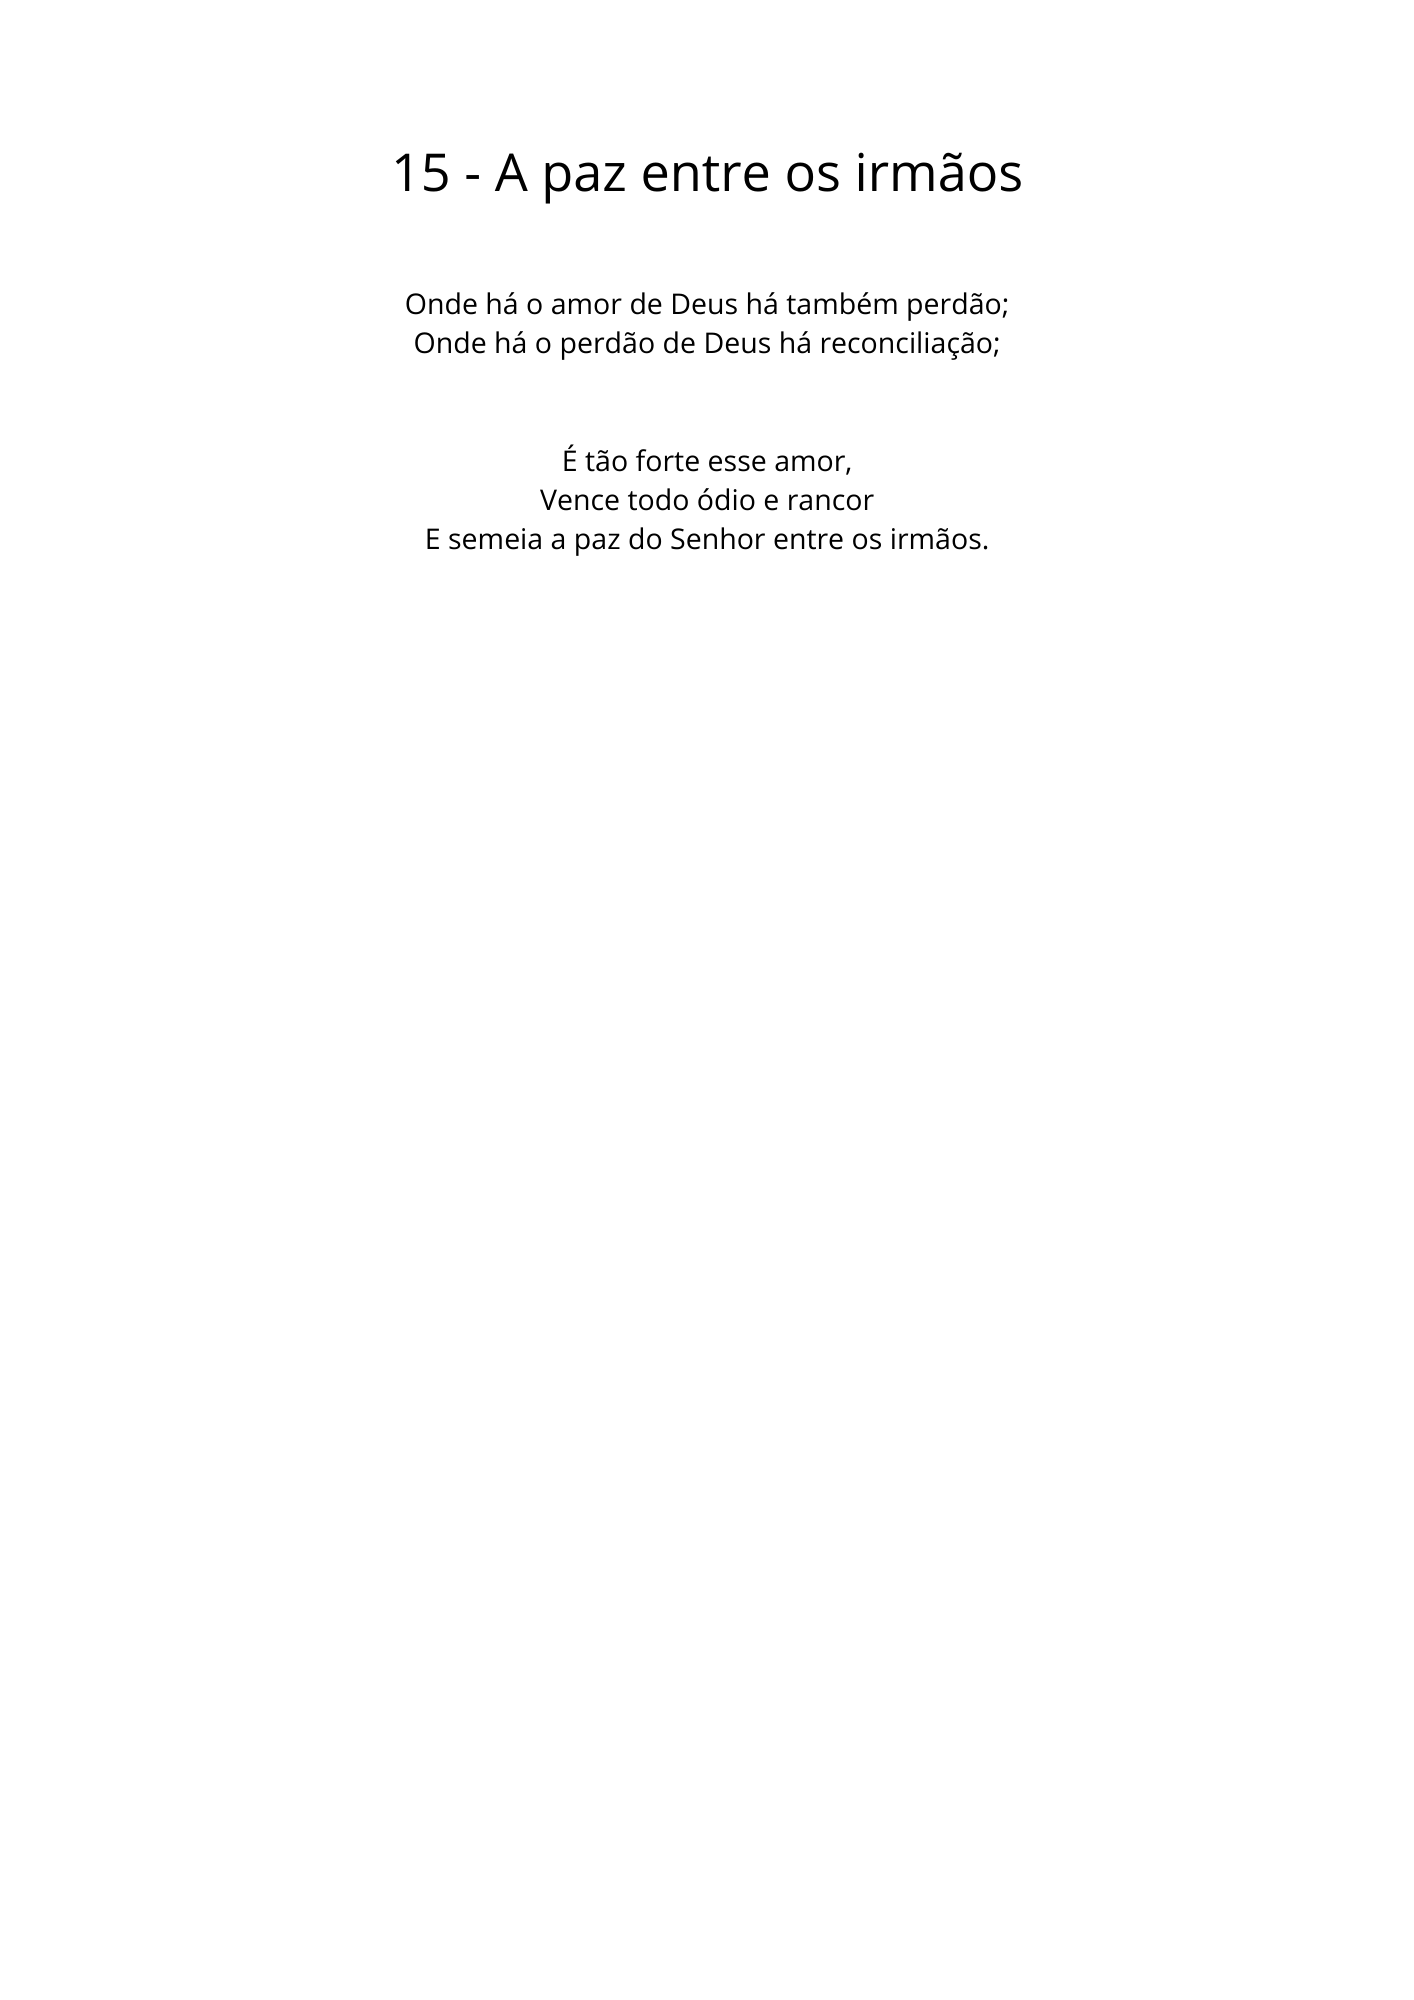 15 - A paz entre os irmãos
Onde há o amor de Deus há também perdão;
Onde há o perdão de Deus há reconciliação;
É tão forte esse amor,
Vence todo ódio e rancor
E semeia a paz do Senhor entre os irmãos.